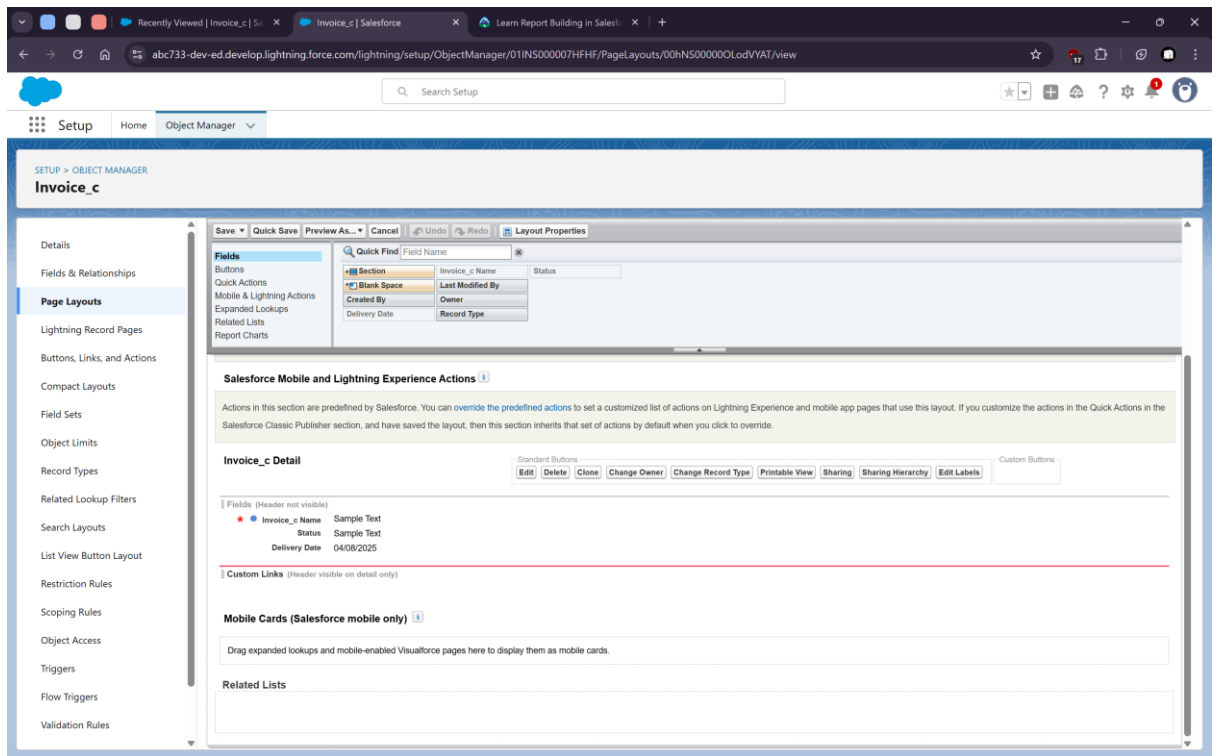 Recently Viewed | Invoice_c | Sa
Invoice_c | Salesforce
Learn Report Building in Salesfo
abc733-dev-ed.develop.lightning.force.com/lightning/setup/ObjectManager/01INS000007HFHF/PageLayouts/00hNS00000OLodVYAT/view
17
Search Setup
1
Setup
Home
Object Manager
SETUP > OBJECT MANAGER
Invoice_c
Details
Fields & Relationships
Page Layouts
Lightning Record Pages
Buttons, Links, and Actions
Compact Layouts
Field Sets
Object Limits
Record Types
Related Lookup Filters
Search Layouts
List View Button Layout
Restriction Rules
Scoping Rules
Object Access
Triggers
Flow Triggers
Validation Rules
Save Quick Save Preview As... Cancel Undo Redo Layout Properties
Fields
Buttons
Quick Actions
Mobile & Lightning Actions
Expanded Lookups
Related Lists
Report Charts
Quick Find Field Name
Section Invoice_c Name Status
Blank Space Last Modified By
Created By Owner
Delivery Date Record Type
Salesforce Mobile and Lightning Experience Actions
Actions in this section are predefined by Salesforce. You can override the predefined actions to set a customized list of actions on Lightning Experience and mobile app pages that use this layout. If you customize the actions in the Quick Actions in the
Salesforce Classic Publisher section, and have saved the layout, then this section inherits that set of actions by default when you click to override.
Invoice_c Detail
Standard Buttons
Edit Delete Clone Change Owner Change Record Type Printable View Sharing Sharing Hierarchy Edit Labels
Custom Buttons
Fields (Header not visible)
Invoice_c Name Sample Text
Status Sample Text
Delivery Date 04/08/2025
Custom Links (Header visible on detail only)
Mobile Cards (Salesforce mobile only)
Drag expanded lookups and mobile-enabled Visualforce pages here to display them as mobile cards.
Related Lists